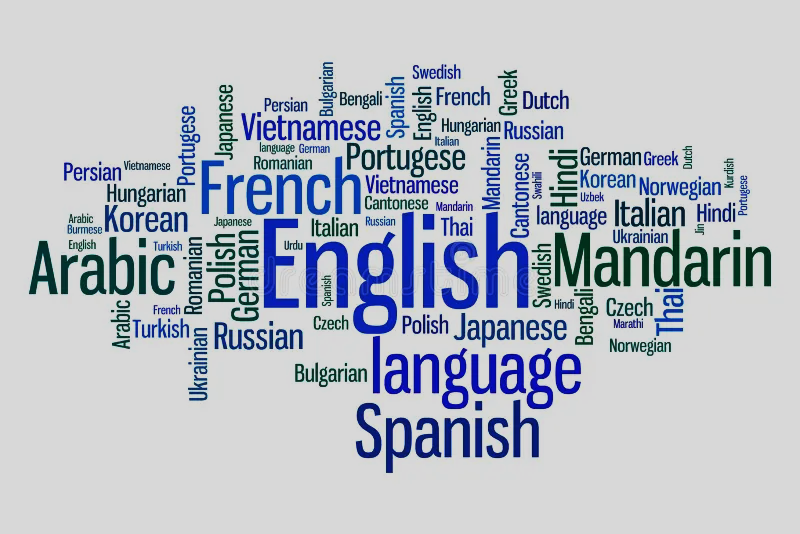 Swedish
Bulgarian
Persian
Bengali
Spanish
English
French
Greek
Dutch
Japanese
Portugese
Vietnamese
Hungarian
Russian
language
German
Italian
Romanian
Portugese
Mandarin
Cantonese
Swahili
Hindi
German
Greek
Dutch
Kurdish
Persian
Vietnamese
French
Vietnamese
Korean
Norwegian
Portugese
Hungarian
Cantonese
Mandarin
Uzbek
Arabic
Korean
Japanese
Italian
Russian
Thai
language
Italian
Hindi
Jin
Burmese
English
Turkish
Arabic
Romanian
Polish
German
Urdu
English
Swedish
Ukrainian
Mandarin
Spanish
Hindi
Bengali
Czech
Thai
Arabic
French
Turkish
Ukrainian
Russian
Czech
Polish
Japanese
Marathi
Norwegian
Bulgarian
language
Spanish